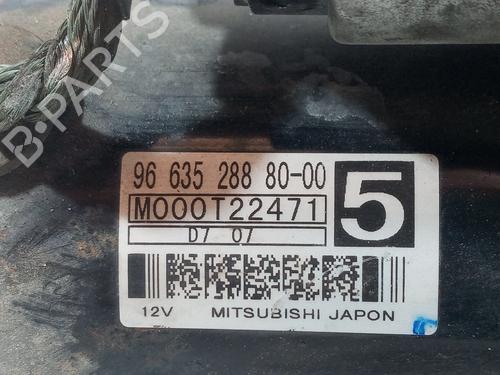 B-PARTS
96 635 288 80-00
M000T22471
5
D7 07
12V MITSUBISHI JAPON